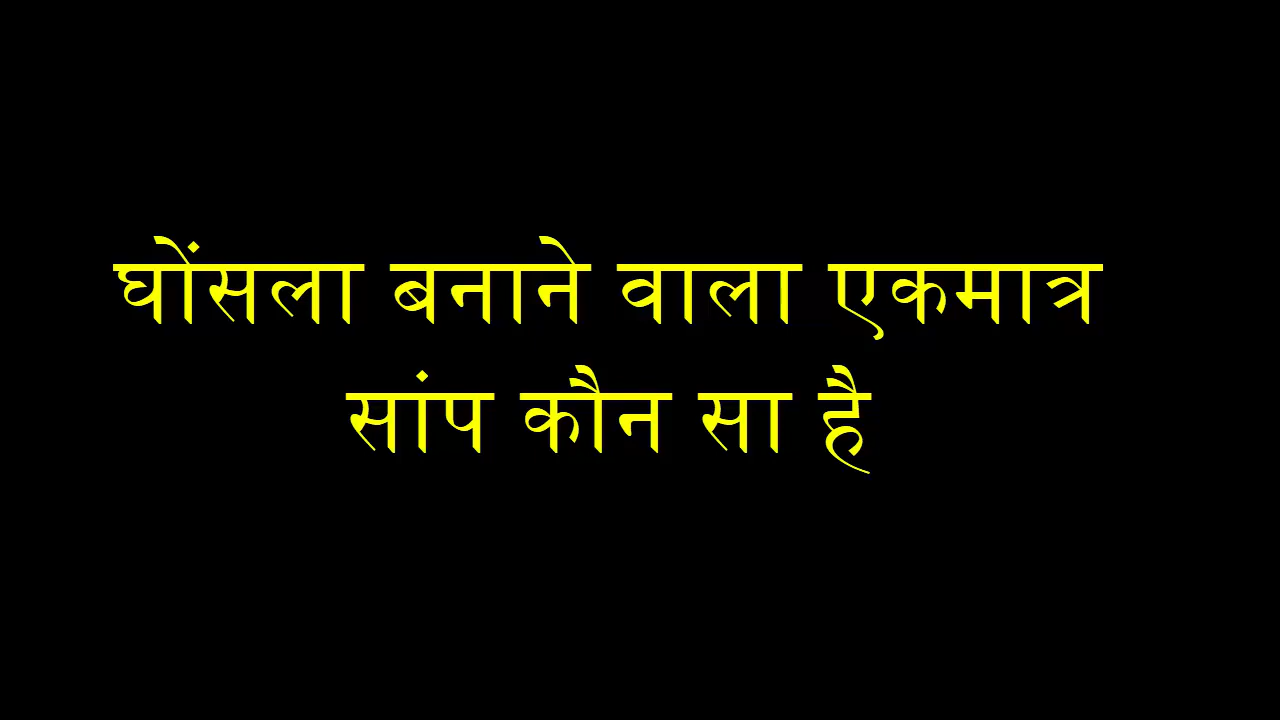 घोंसला बनाने वाला एकमात्र
सांप कौन सा है